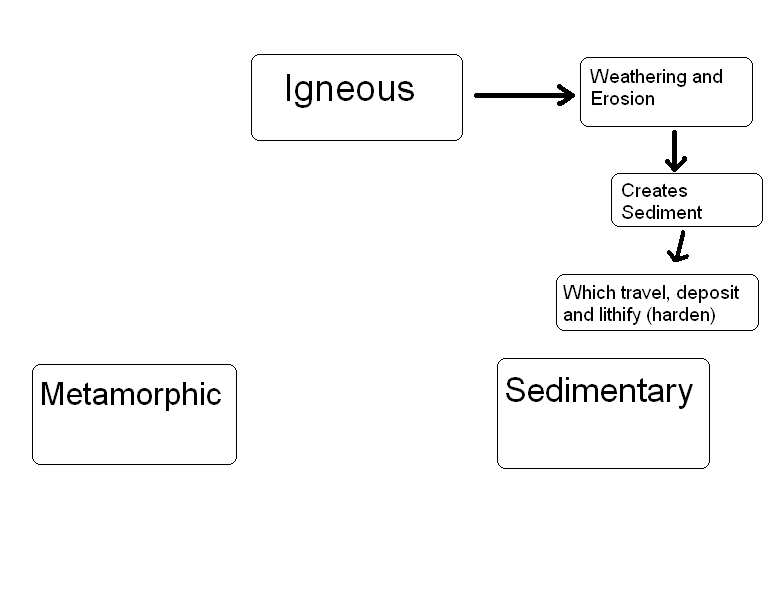 Igneous
Weathering and
Erosion
Creates
Sediment
Which travel, deposit
and lithify (harden)
Metamorphic
Sedimentary